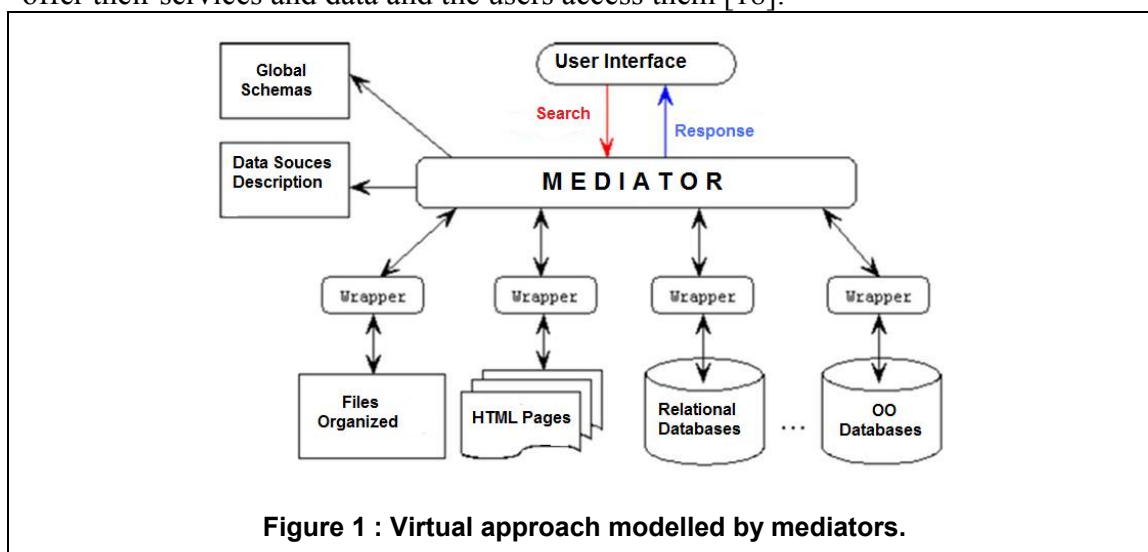 offer their services and data and the users access them [18].
Global
Schemas
User Interface
Search
Response
Data Souces
Description
MEDIATOR
Wrapper
Wrapper
Wrapper
Wrapper
Files
Organized
HTML Pages
Relational
Databases
...
OO
Databases
Figure 1 : Virtual approach modelled by mediators.